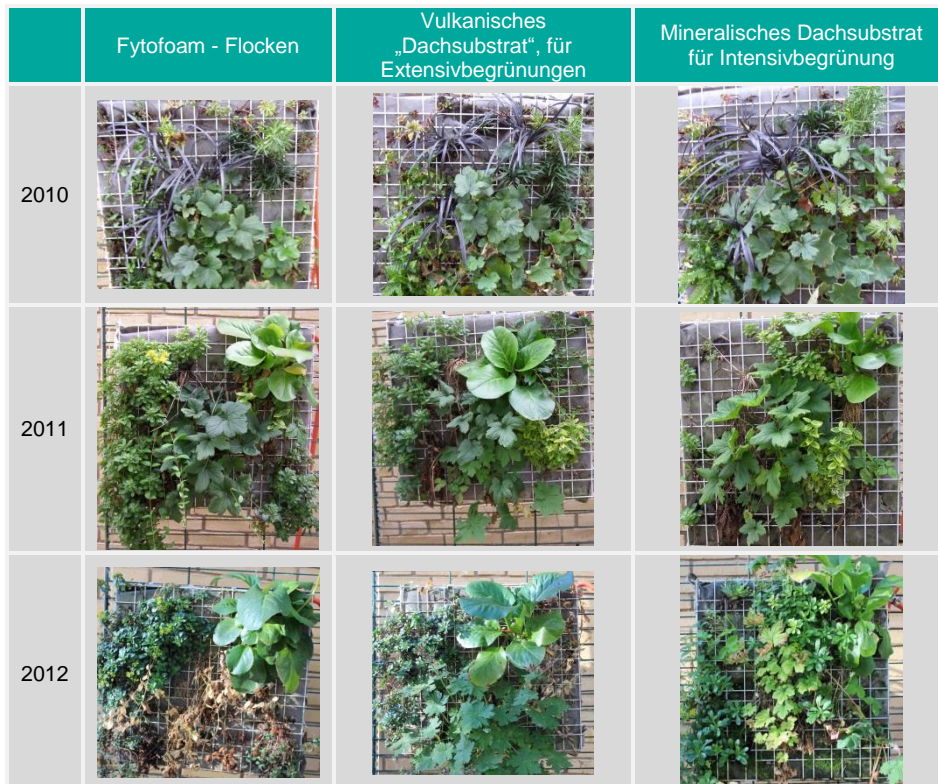 Fytofoam - Flocken
Vulkanisches
„Dachsubstrat“, für
Extensivbegrünungen
Mineralisches Dachsubstrat
für Intensivbegrünung
2010
2011
2012